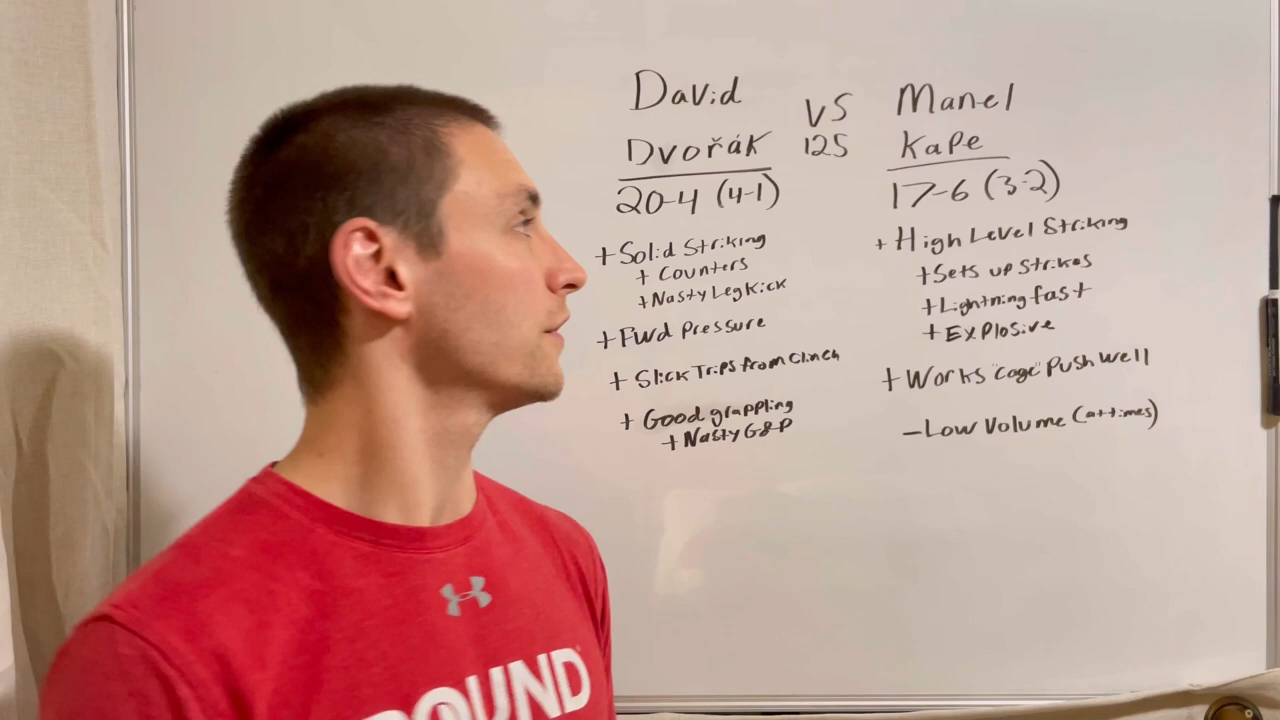 David
Dvořák
20-4 (4-1)
+ Solid Striking
+ Counters
+ Nasty Leg Kick
+ Fwd Pressure
+ Slick Trips from Clinch
+ Good grappling
+ Nasty G&P
VS
125
Manel
Kape
17-6 (3-2)
+ High Level Striking
+ Sets up Strikes
+ Lightning fast
+ Explosive
+ Works "cage" Push well
- Low Volume (at times)
OUND